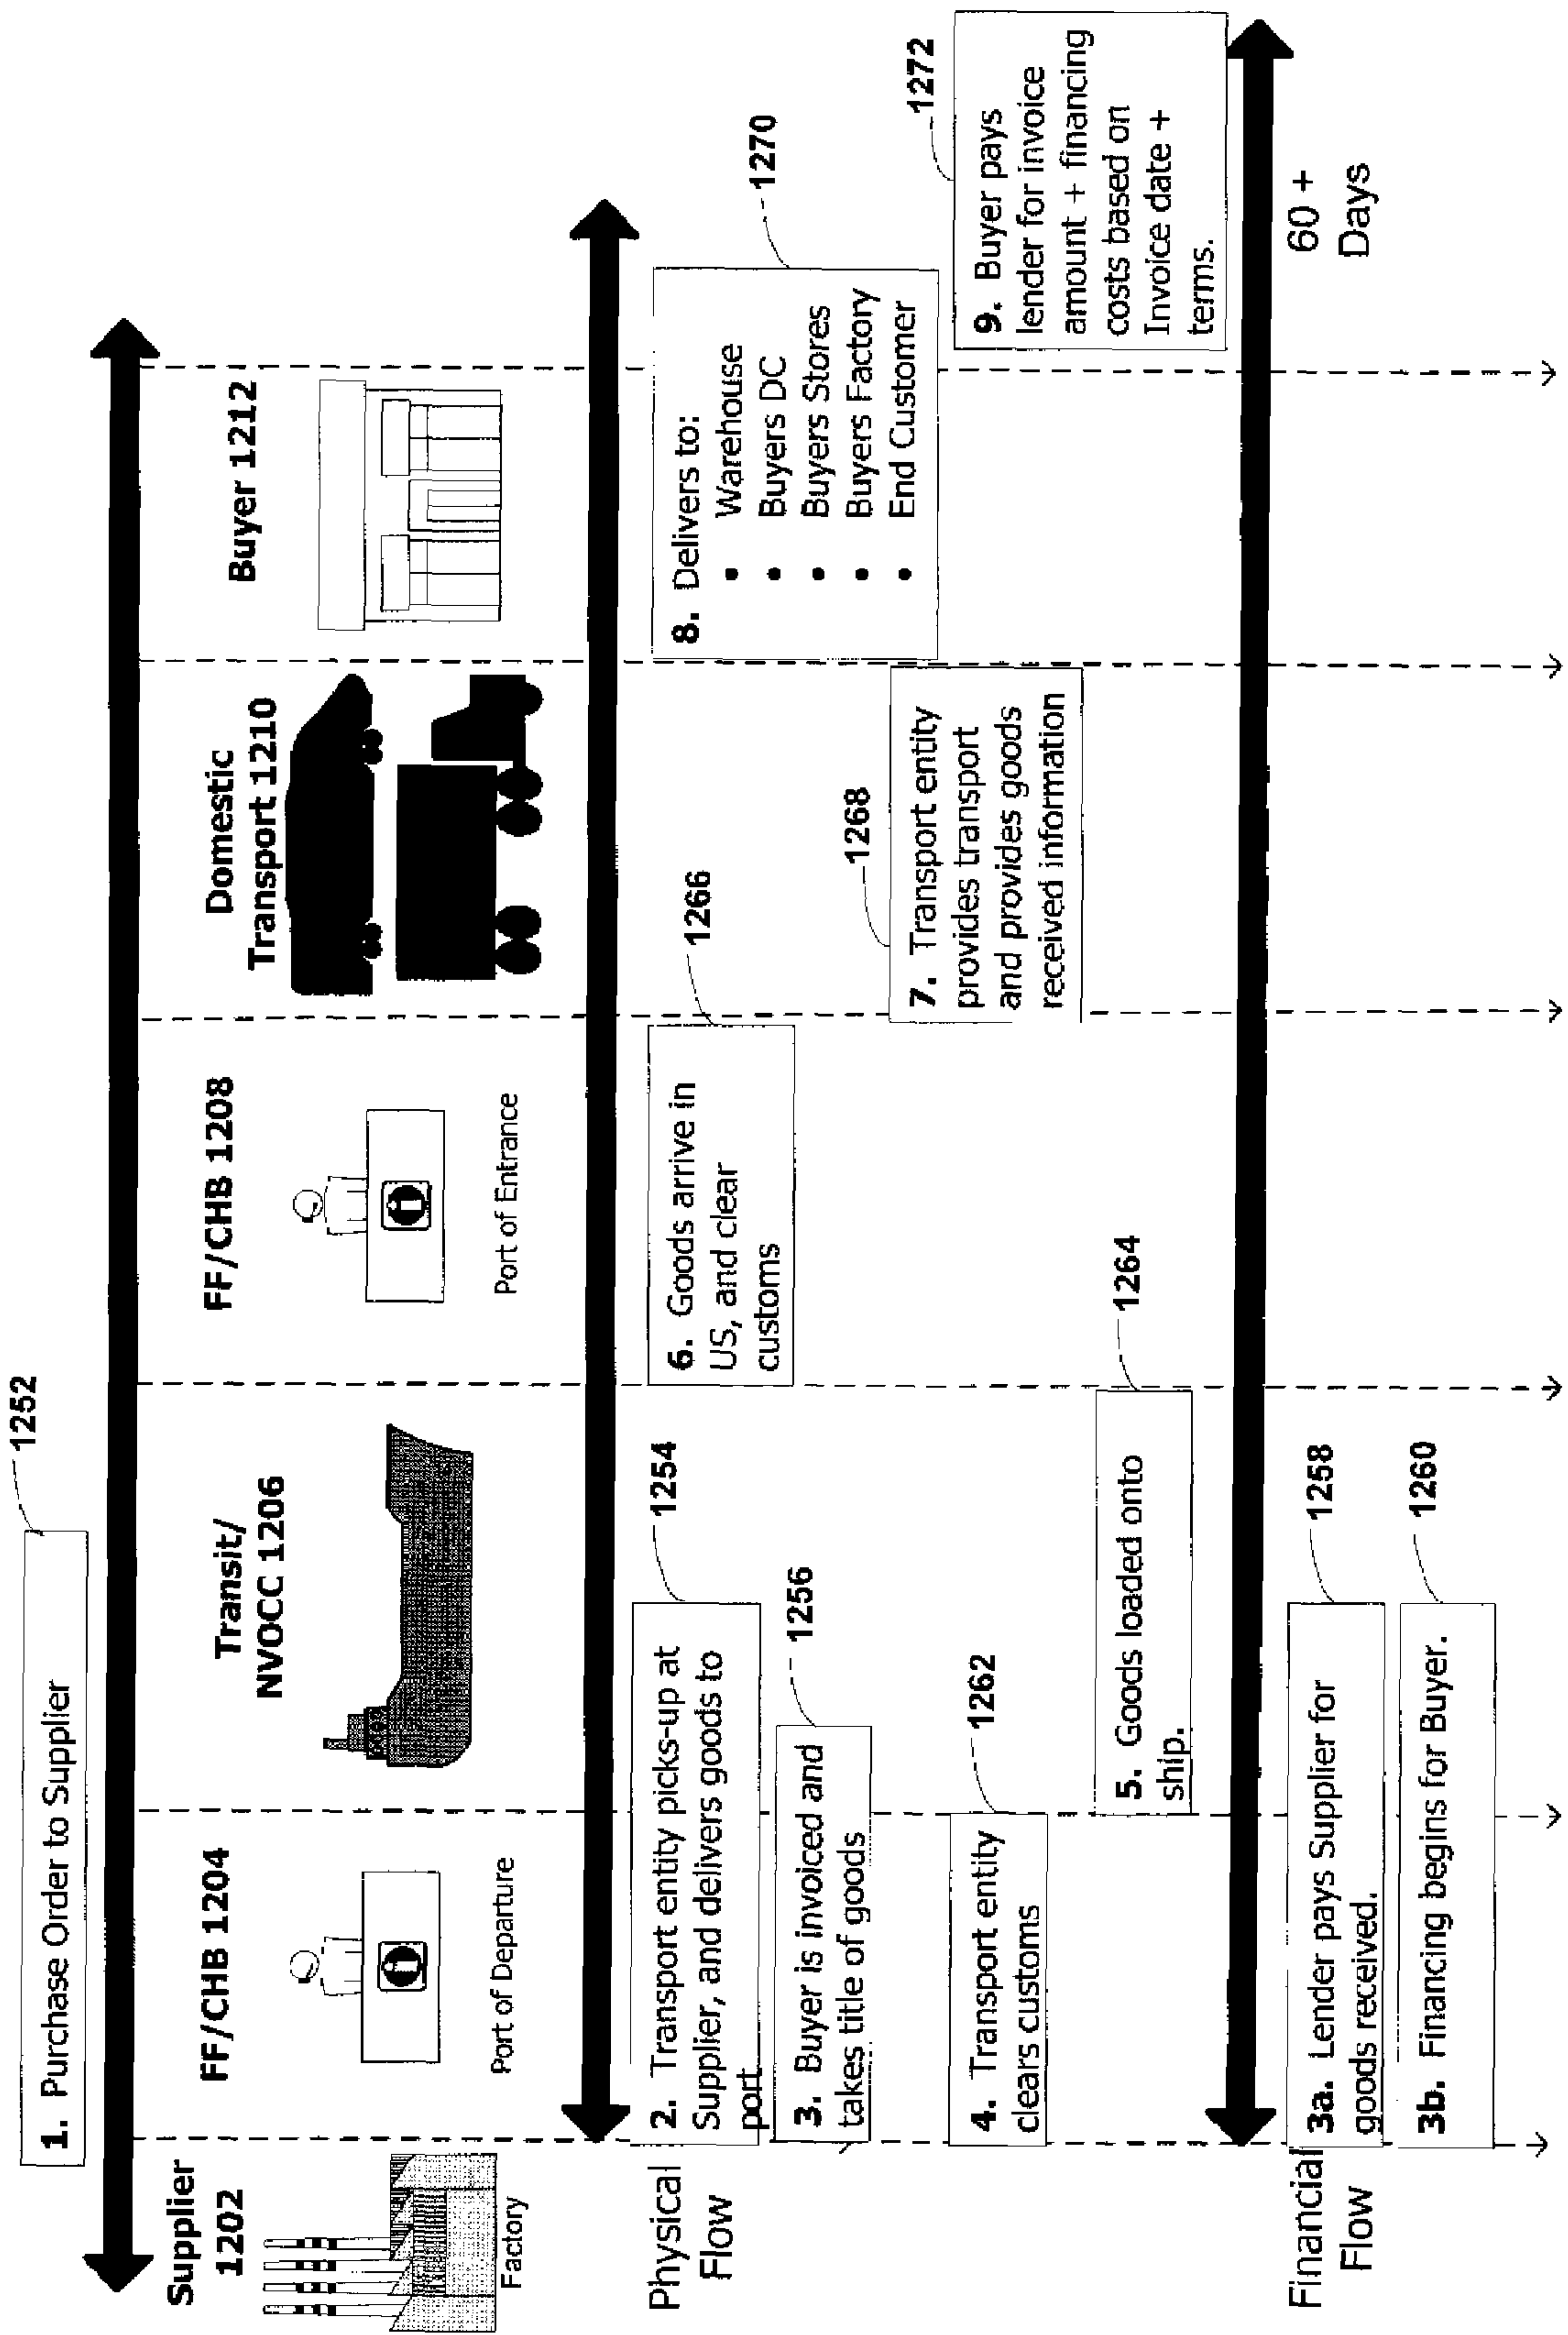 1252
1. Purchase Order to Supplier
Supplier
1202
Factory
FF/CHB 1204
Port of Departure
Transit/
NVOCC 1206
FF/CHB 1208
Port of Entrance
Domestic
Transport 1210
Buyer 1212
Physical
Flow
2. Transport entity picks-up at
Supplier, and delivers goods to
port
1254
3. Buyer is invoiced and
takes title of goods
1256
4. Transport entity
clears customs
1262
5. Goods loaded onto
ship.
1264
6. Goods arrive in
US, and clear
customs
1266
7. Transport entity
provides transport
and provides goods
received information
1268
8. Delivers to:
• Warehouse
• Buyers DC
• Buyers Stores
• Buyers Factory
• End Customer
1270
9. Buyer pays
lender for invoice
amount + financing
costs based on
Invoice date +
terms.
1272
Financial
Flow
3a. Lender pays Supplier for
goods received.
1258
3b. Financing begins for Buyer.
1260
60 +
Days